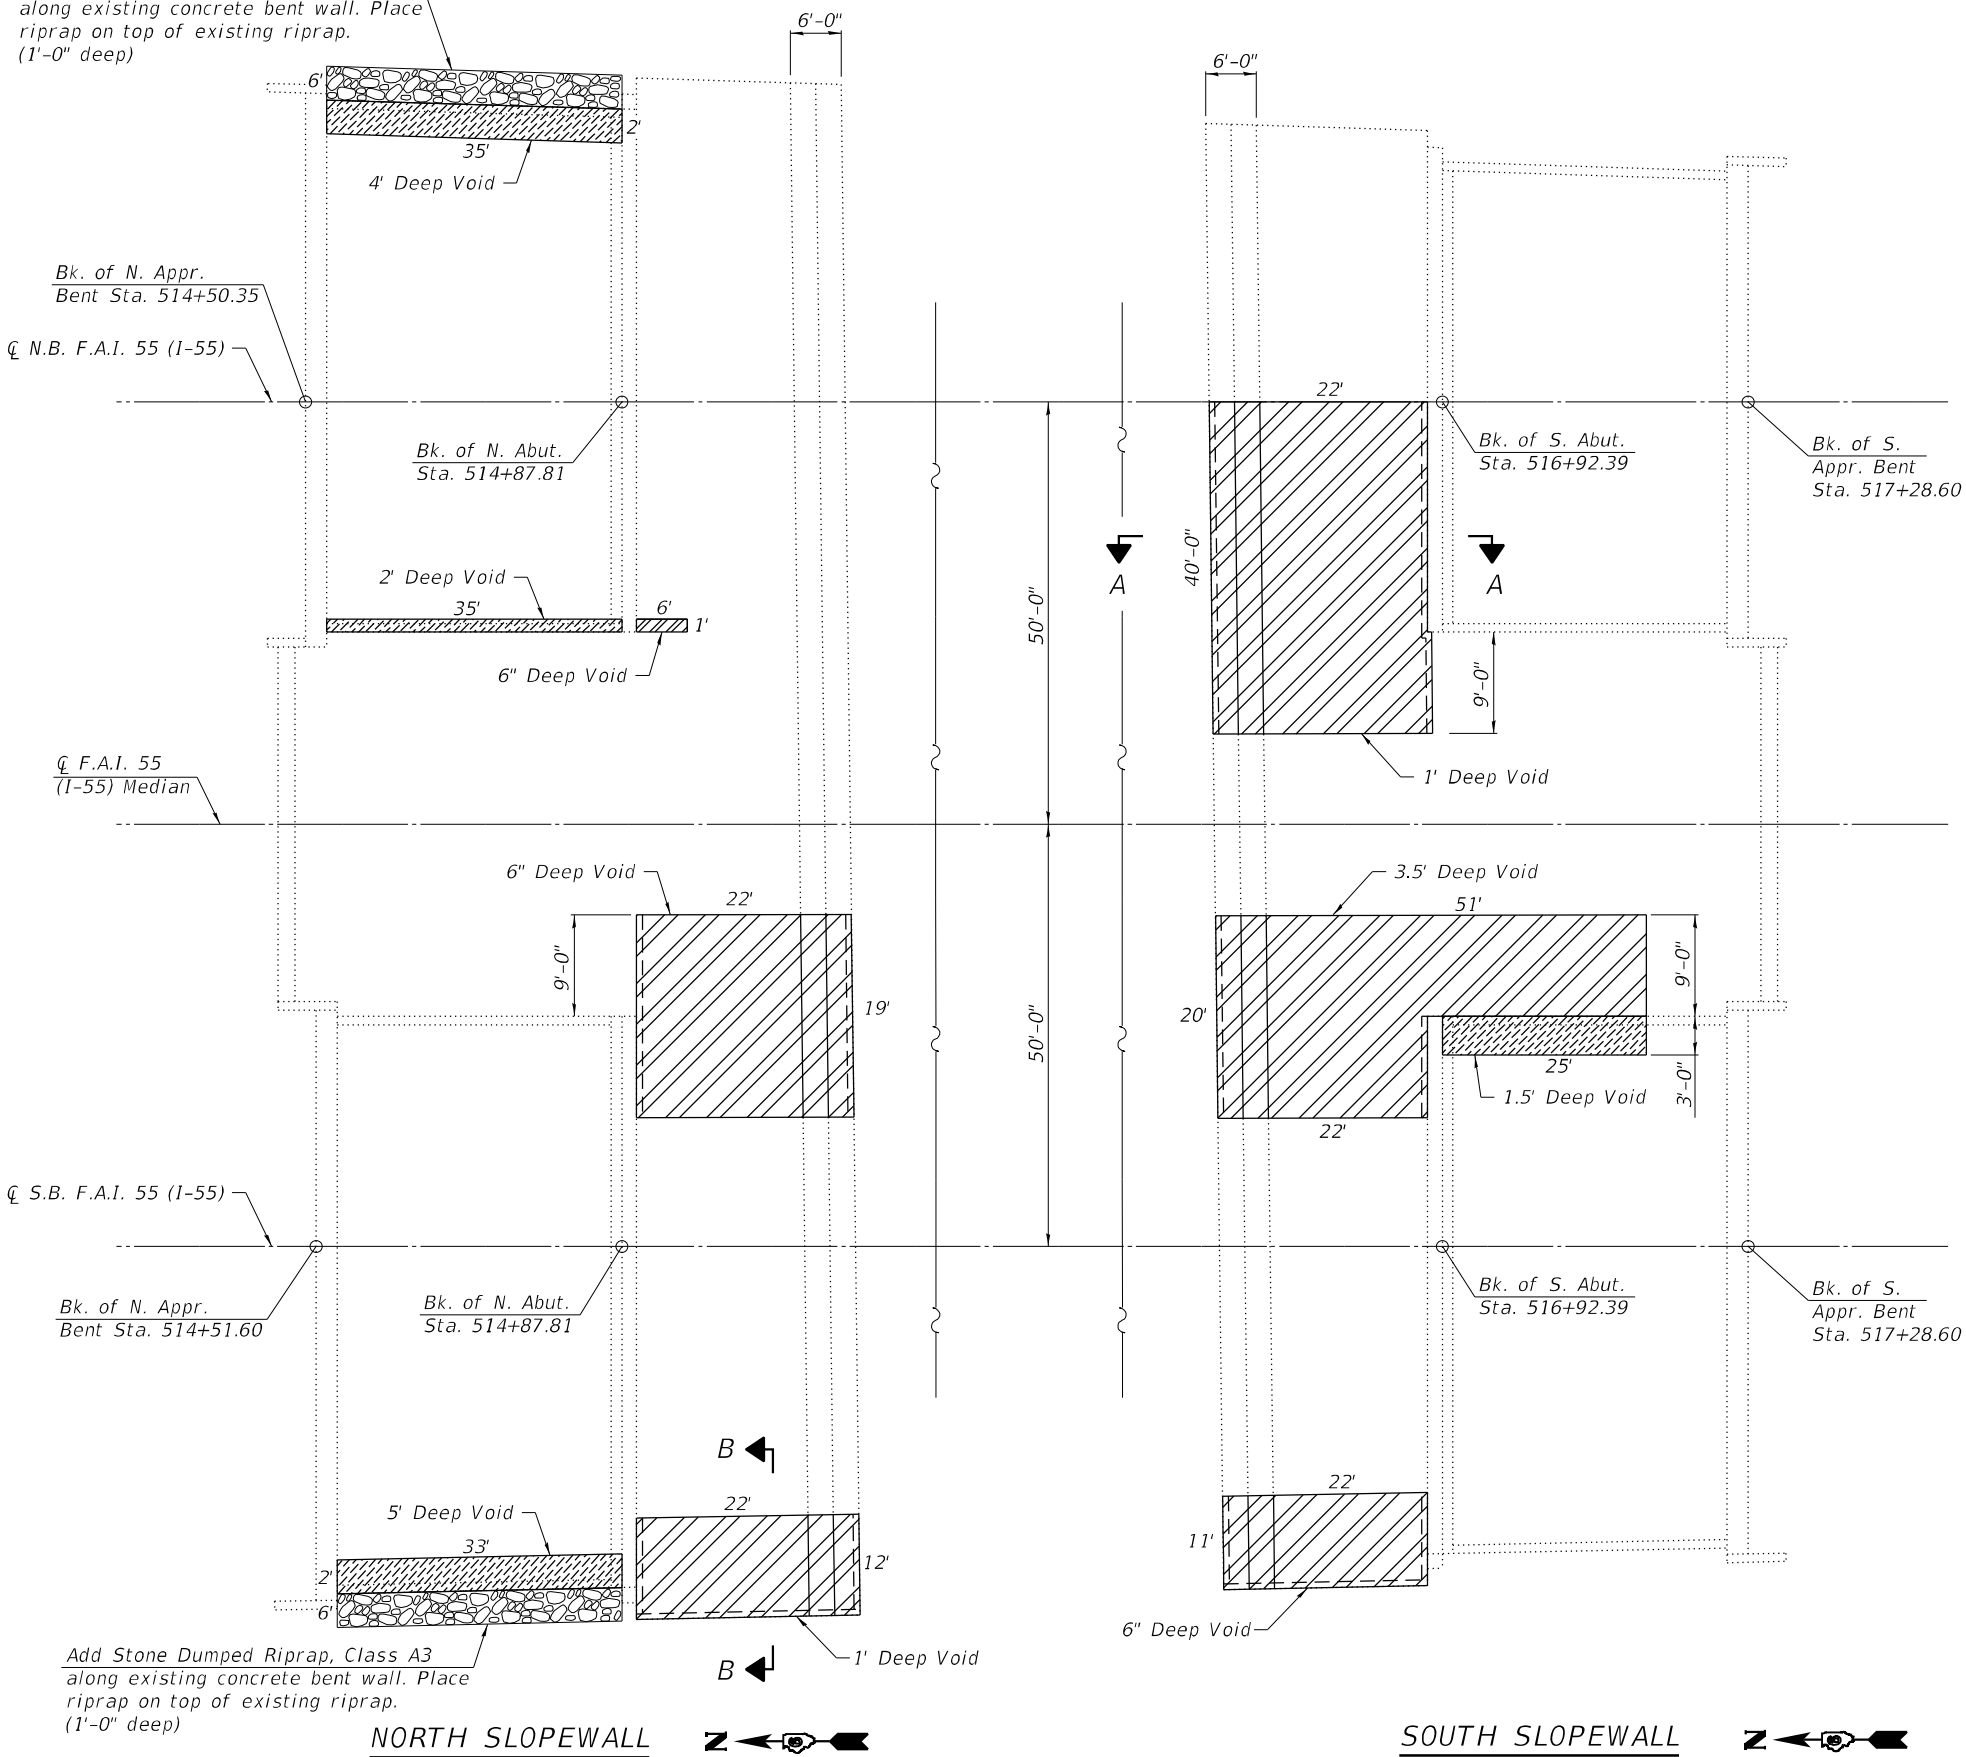 along existing concrete bent wall. Place
riprap on top of existing riprap.
(1'-0" deep)
6'-0"
6'-0"
6'
2'
35'
4' Deep Void
Bk. of N. Appr.
Bent Sta. 514+50.35
℄ N.B. F.A.I. 55 (I-55)
Bk. of N. Abut.
Sta. 514+87.81
22'
Bk. of S. Abut.
Sta. 516+92.39
Bk. of S.
Appr. Bent
Sta. 517+28.60
A
A
40'-0"
2' Deep Void
35'
6'
1'
6" Deep Void
50'-0"
9'-0"
1' Deep Void
℄ F.A.I. 55
(I-55) Median
6" Deep Void
22'
9'-0"
19'
3.5' Deep Void
51'
9'-0"
20'
50'-0"
25'
3'-0"
1.5' Deep Void
22'
℄ S.B. F.A.I. 55 (I-55)
Bk. of N. Appr.
Bent Sta. 514+51.60
Bk. of N. Abut.
Sta. 514+87.81
Bk. of S. Abut.
Sta. 516+92.39
Bk. of S.
Appr. Bent
Sta. 517+28.60
B
22'
12'
5' Deep Void
33'
2'
6'
22'
11'
6" Deep Void
1' Deep Void
B
Add Stone Dumped Riprap, Class A3
along existing concrete bent wall. Place
riprap on top of existing riprap.
(1'-0" deep)
NORTH SLOPEWALL
N
SOUTH SLOPEWALL
N